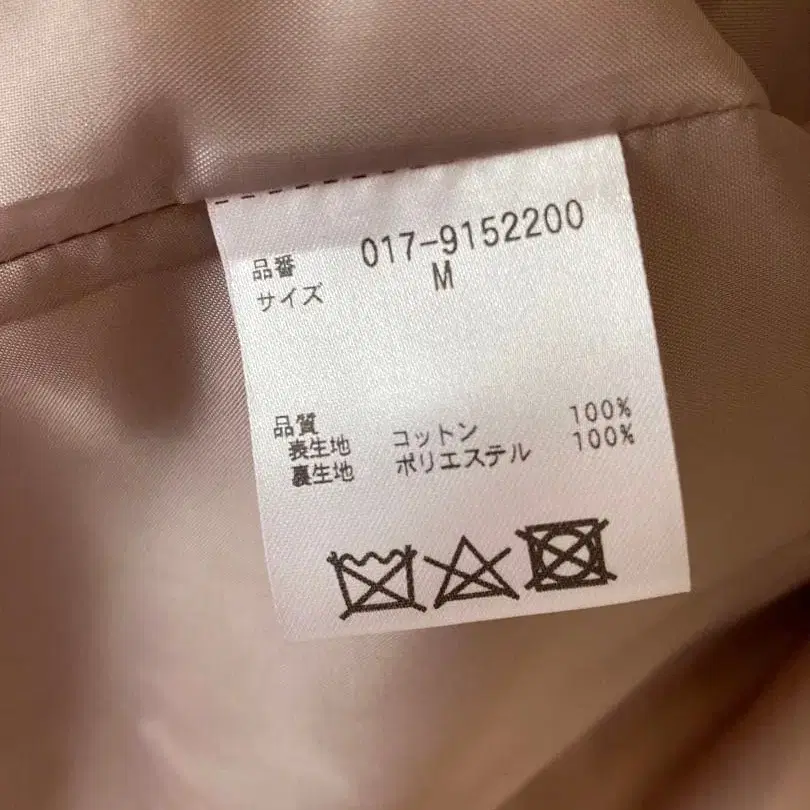 品番 017-9152200
サイズ M
品質
表生地 コットン 100%
裏生地 ポリエステル 100%